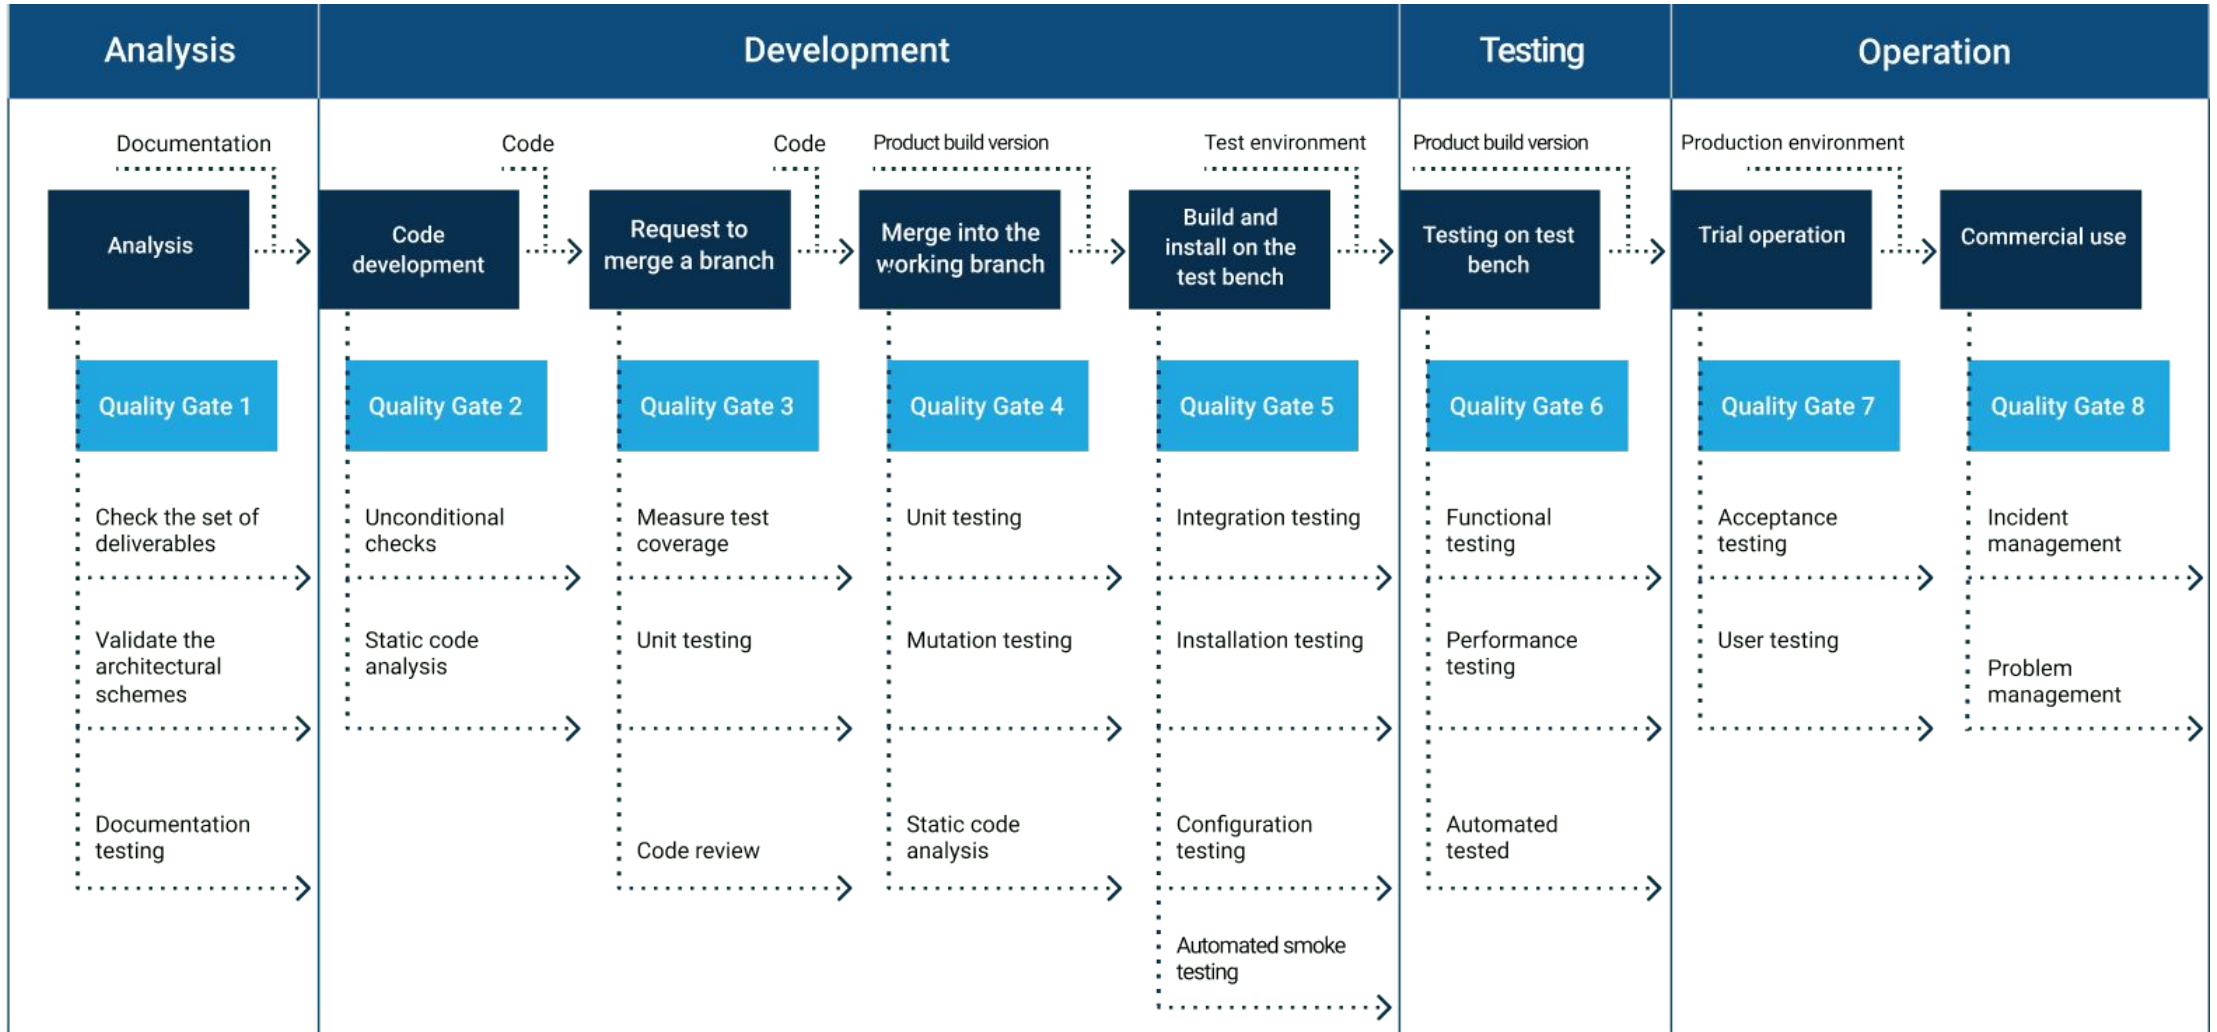 Analysis
Development
Testing
Operation
Documentation
Code
Code
Product build version
Test environment
Product build version
Production environment
Analysis
Code
development
Request to
merge a branch
Merge into the
working branch
Build and
install on the
test bench
Testing on test
bench
Trial operation
Commercial use
Quality Gate 1
Quality Gate 2
Quality Gate 3
Quality Gate 4
Quality Gate 5
Quality Gate 6
Quality Gate 7
Quality Gate 8
Check the set of
deliverables
Unconditional
checks
Measure test
coverage
Unit testing
Integration testing
Functional
testing
Acceptance
testing
Incident
management
Validate the
architectural
schemes
Static code
analysis
Unit testing
Mutation testing
Installation testing
Performance
testing
User testing
Problem
management
Documentation
testing
Code review
Static code
analysis
Configuration
testing
Automated
tested
Automated smoke
testing